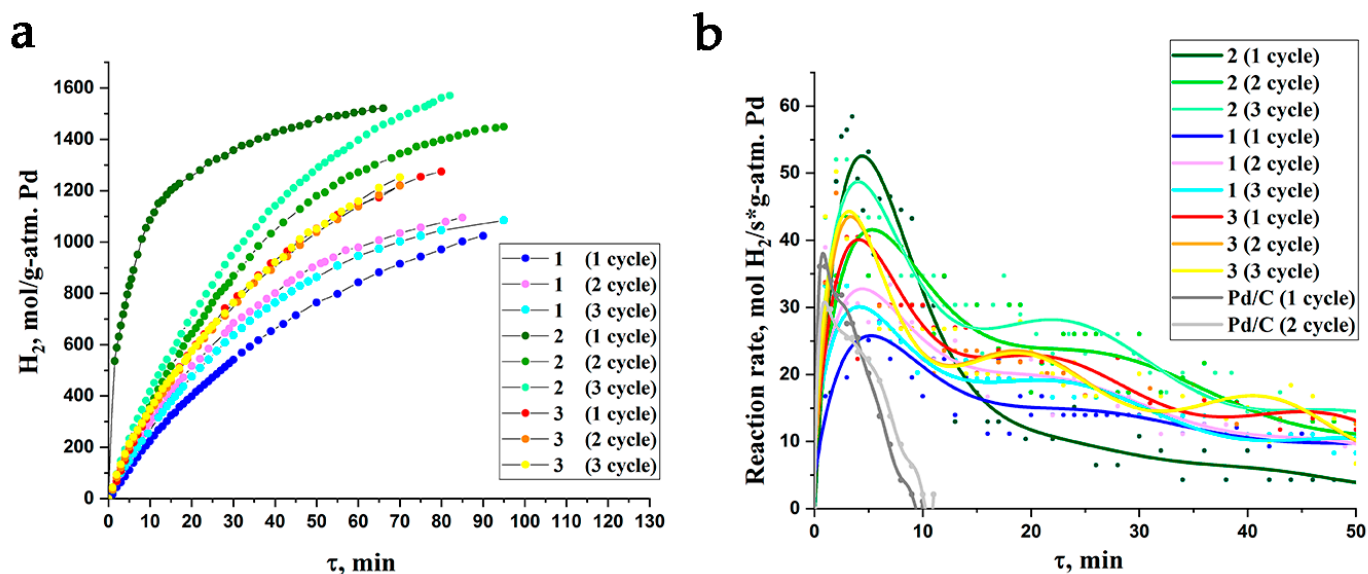 a
H2, mol/g-atm. Pd
1600
1400
1200
1000
800
600
400
200
0
0 10 20 30 40 50 60 70 80 90 100 110 120 130
τ, min
1 (1 cycle)
1 (2 cycle)
1 (3 cycle)
2 (1 cycle)
2 (2 cycle)
2 (3 cycle)
3 (1 cycle)
3 (2 cycle)
3 (3 cycle)
b
Reaction rate, mol H2/s*g-atm. Pd
60
50
40
30
20
10
0
0 10 20 30 40 50
τ, min
2 (1 cycle)
2 (2 cycle)
2 (3 cycle)
1 (1 cycle)
1 (2 cycle)
1 (3 cycle)
3 (1 cycle)
3 (2 cycle)
3 (3 cycle)
Pd/C (1 cycle)
Pd/C (2 cycle)